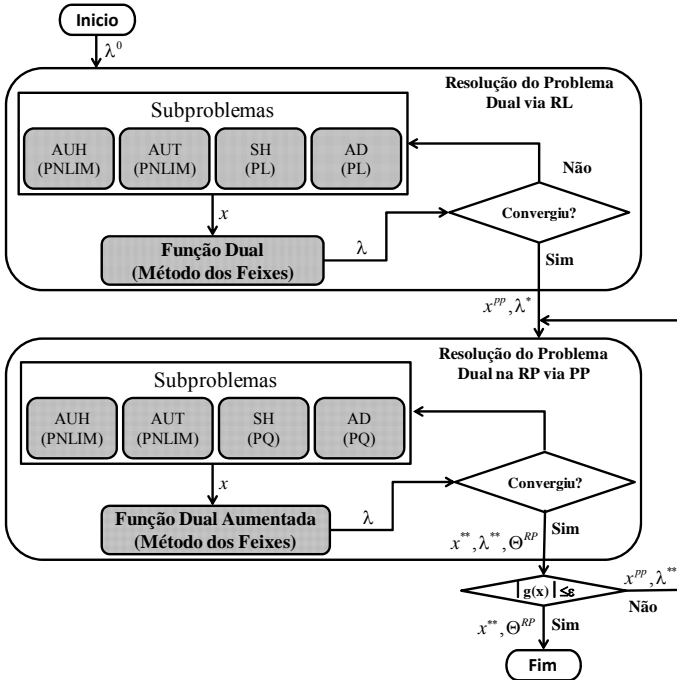 Inicio
λ⁰
Resolução do Problema
Dual via RL
Subproblemas
AUH
(PNLIM)
AUT
(PNLIM)
SH
(PL)
AD
(PL)
Não
x
Convergiu?
λ
Função Dual
(Método dos Feixes)
Sim
x^{pp}, λ^*
Resolução do Problema
Dual na RP via PP
Subproblemas
AUH
(PNLIM)
AUT
(PNLIM)
SH
(PQ)
AD
(PQ)
x
Convergiu?
λ
Função Dual Aumentada
(Método dos Feixes)
Sim
x^{**}, λ^{**}, Θ^{RP}
|g(x)| ≤ε
x^{pp}, λ^{**}
Não
x^{**}, Θ^{RP}
Sim
Fim